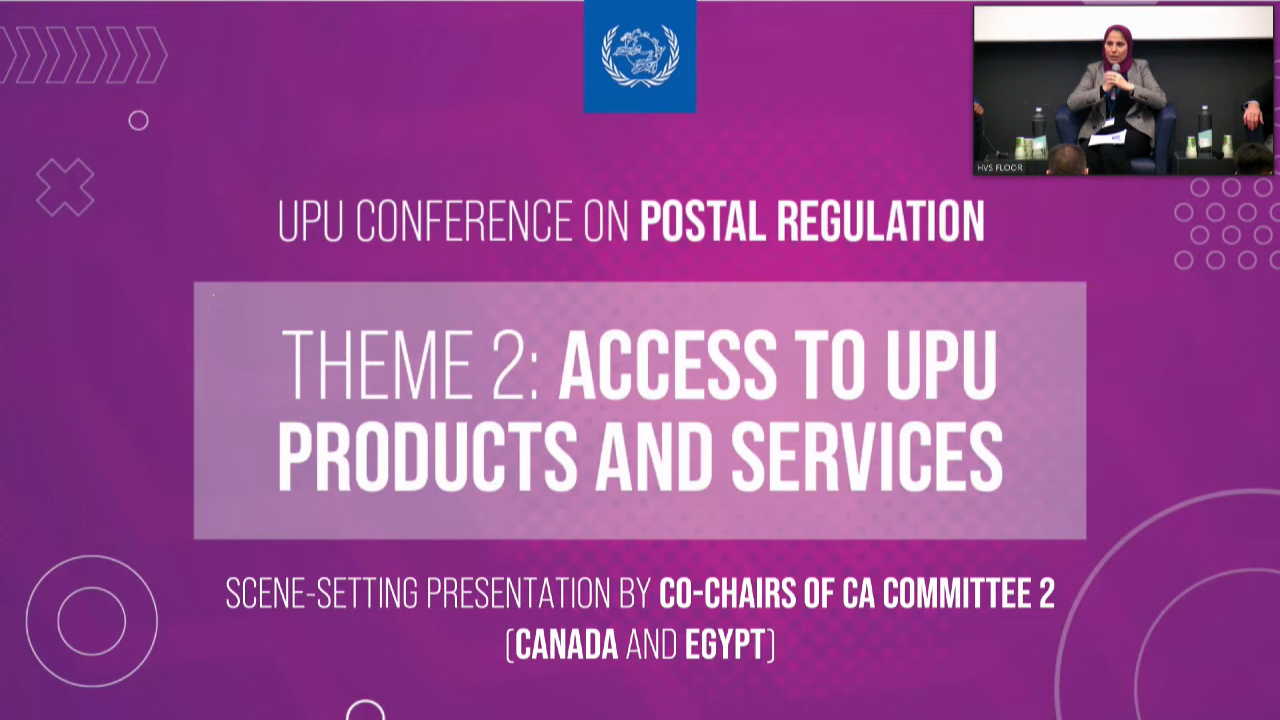 HVS FLOOR
UPU CONFERENCE ON POSTAL REGULATION
THEME 2: ACCESS TO UPU
PRODUCTS AND SERVICES
SCENE-SETTING PRESENTATION BY CO-CHAIRS OF CA COMMITTEE 2
(CANADA AND EGYPT)